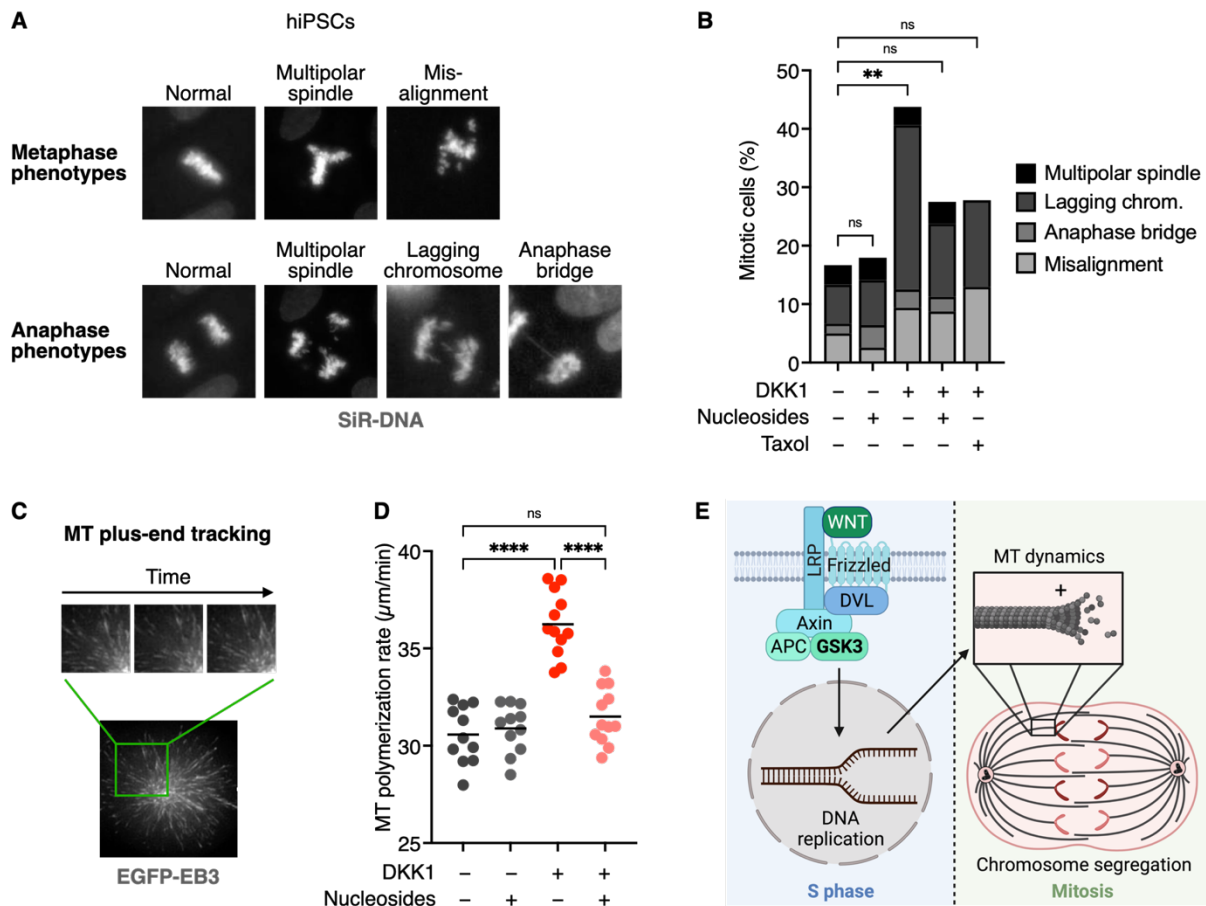 A
hiPSCs
Normal
Multipolar
spindle
Mis-
alignment
Metaphase
phenotypes
Normal
Multipolar
spindle
Lagging
chromosome
Anaphase
bridge
Anaphase
phenotypes
SiR-DNA
B
ns
ns
**
ns
50
40
30
20
10
0
Mitotic cells (%)
Multipolar spindle
Lagging chrom.
Anaphase bridge
Misalignment
DKK1 – – + + +
Nucleosides – + – + –
Taxol – – – – +
C
MT plus-end tracking
Time
EGFP-EB3
D
ns
**** ****
40
35
30
25
MT polymerization rate (µm/min)
DKK1 – – + +
Nucleosides – + – +
E
WNT
LRP
Frizzled
DVL
Axin
APC GSK3
DNA
replication
S phase
MT dynamics
+
Chromosome segregation
Mitosis